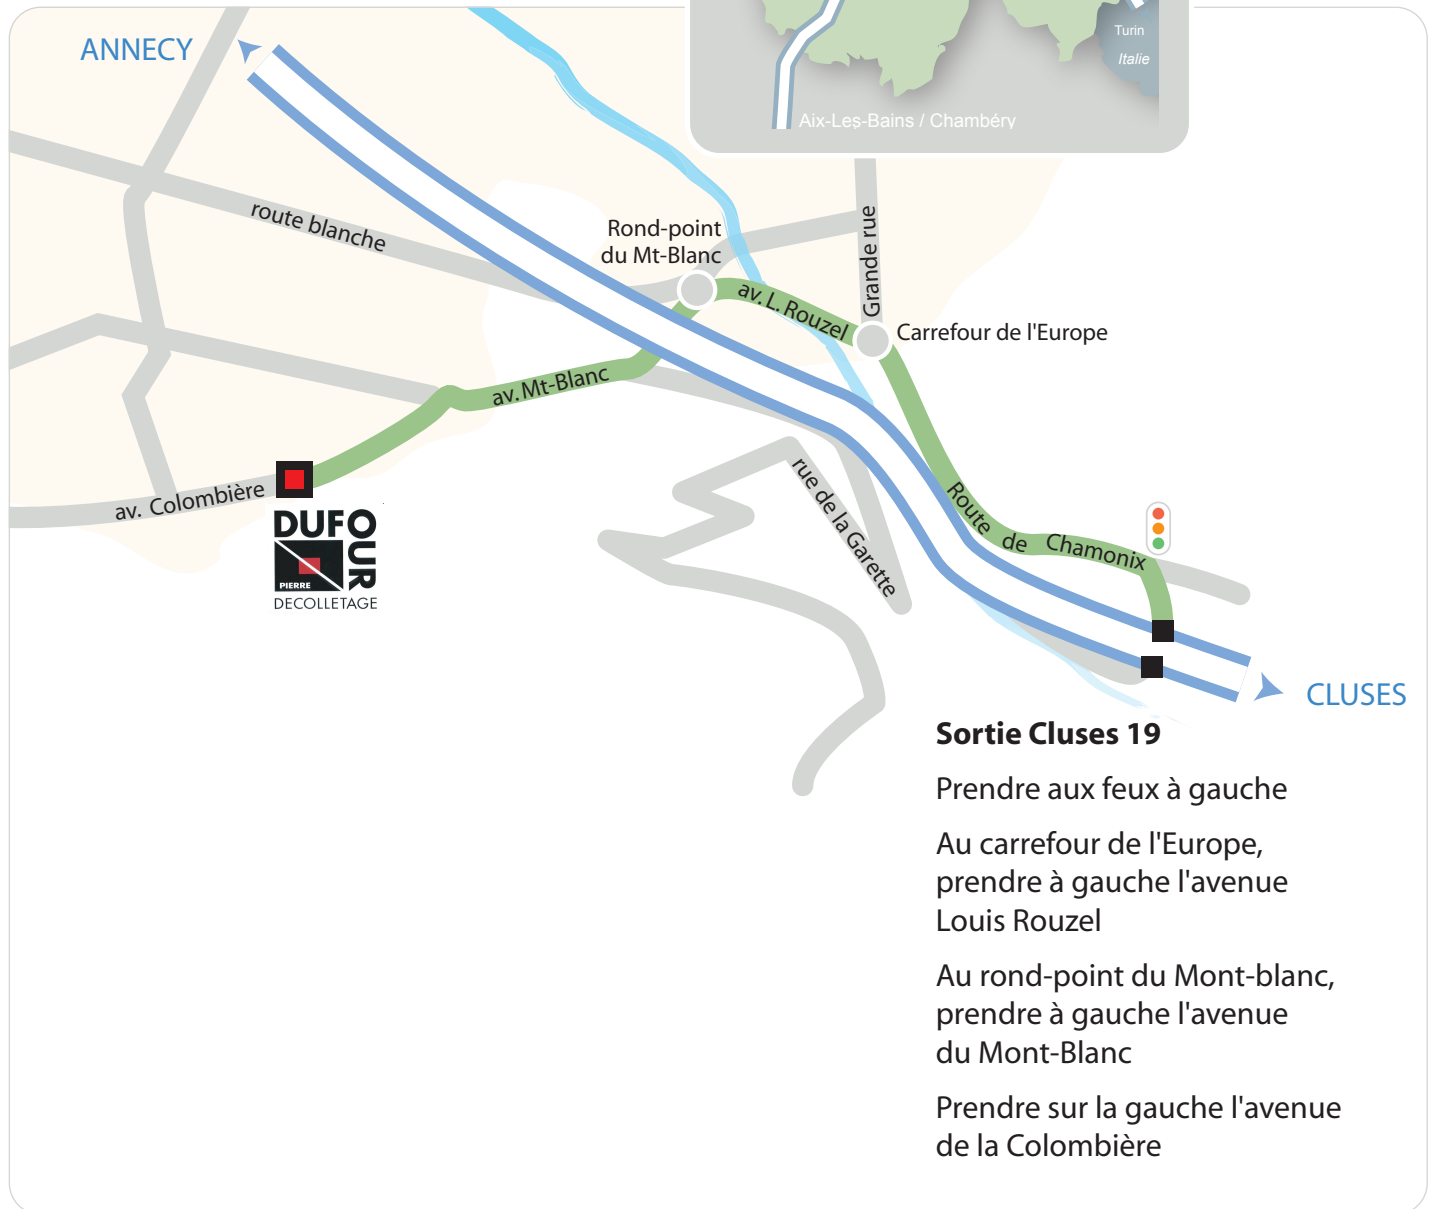 Turin
Italie
Aix-Les-Bains / Chambéry
ANNECY
route blanche
Rond-point
du Mt-Blanc
av. L. Rouzel
Grande rue
Carrefour de l'Europe
av. Mt-Blanc
av. Colombière
DUFOUR
PIERRE
DECOLLETAGE
rue de la Garette
Route de Chamonix
CLUSES
Sortie Cluses 19
Prendre aux feux à gauche
Au carrefour de l'Europe,
prendre à gauche l'avenue
Louis Rouzel
Au rond-point du Mont-blanc,
prendre à gauche l'avenue
du Mont-Blanc
Prendre sur la gauche l'avenue
de la Colombière